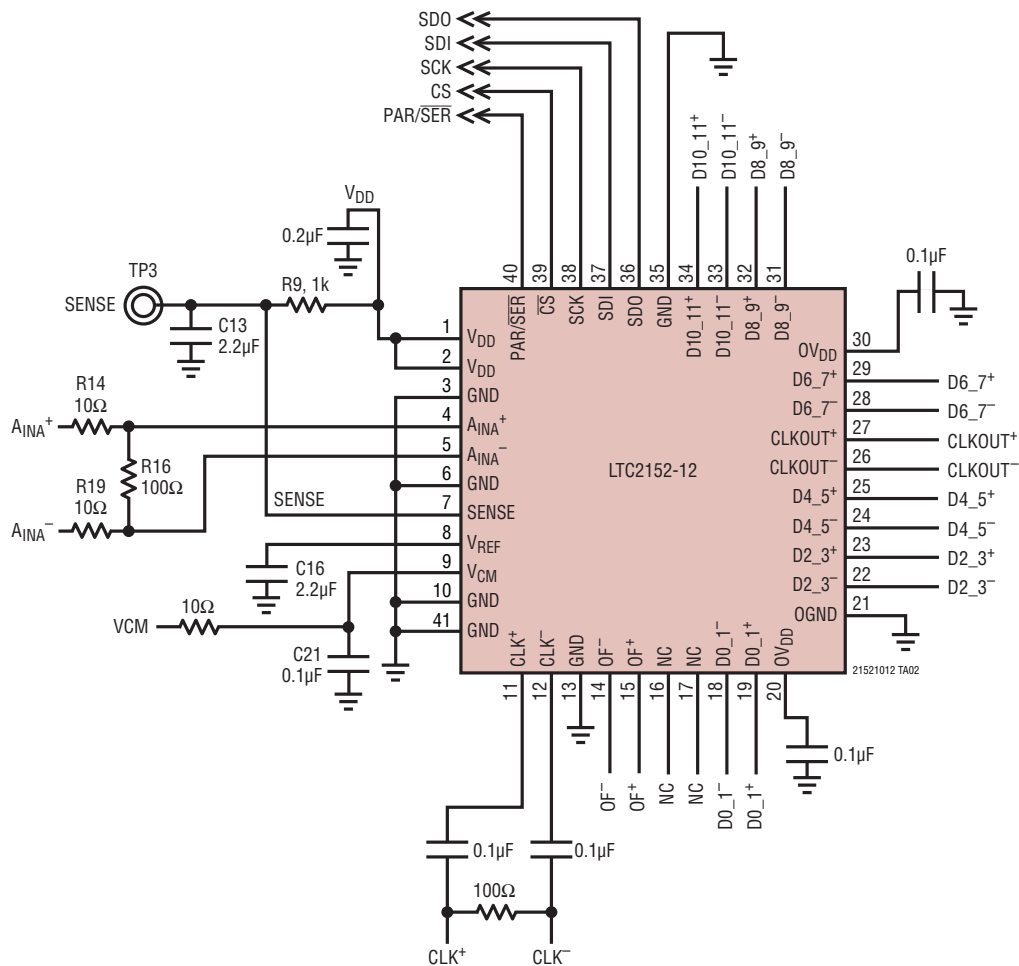 SDO
SDI
SCK
CS
PAR/SER
D10_11+
D10_11−
D8_9+
D8_9−
VDD
0.2µF
TP3
SENSE
R9, 1k
C13
2.2µF
0.1µF
40
39
38
37
36
35
34
33
32
31
PAR/SER
CS
SCK
SDI
SDO
GND
D10_11+
D10_11−
D8_9+
D8_9−
1 VDD
2 VDD
3 GND
4 AINA+
5 AINA−
6 GND
7 SENSE
8 VREF
9 VCM
10 GND
41 GND
R14
10Ω
AINA+
R16
100Ω
R19
10Ω
AINA−
SENSE
C16
2.2µF
10Ω
VCM
C21
0.1µF
LTC2152-12
OVDD 30
D6_7+ 29 D6_7+
D6_7− 28 D6_7−
CLKOUT+ 27 CLKOUT+
CLKOUT− 26 CLKOUT−
D4_5+ 25 D4_5+
D4_5− 24 D4_5−
D2_3+ 23 D2_3+
D2_3− 22 D2_3−
OGND 21
21521012 TA02
CLK+
CLK−
GND
OF−
OF+
NC
NC
D0_1−
D0_1+
OVDD
11
12
13
14
15
16
17
18
19
20
OF−
OF+
NC
NC
D0_1−
D0_1+
0.1µF
0.1µF
0.1µF
100Ω
CLK+
CLK−